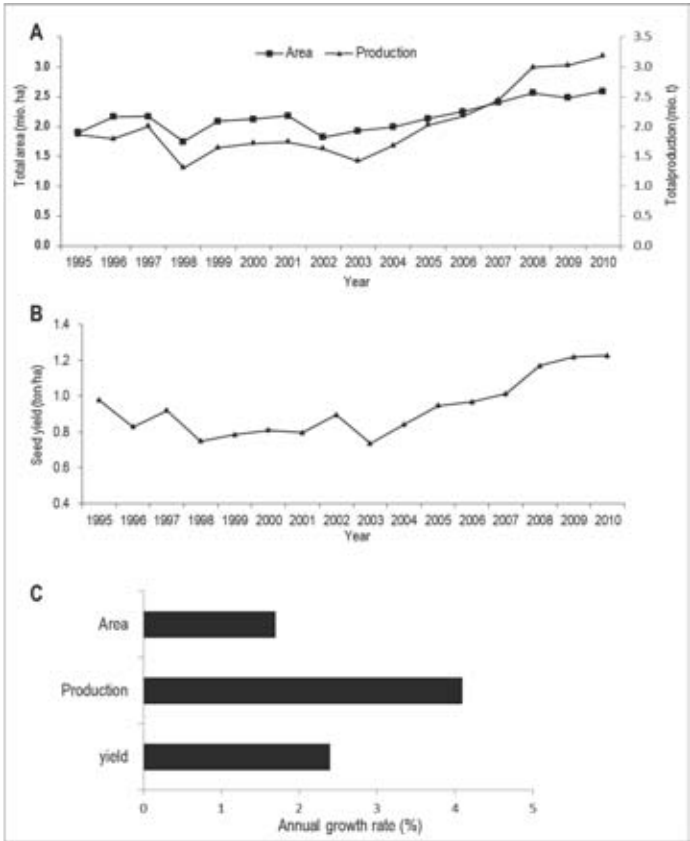 A
Area Production
3.5
3.0 3.0
2.5 2.5
2.0 2.0
1.5 1.5
1.0 1.0
0.5 0.5
0.0 0.0
Total area (mio. ha)
Totalproduction (mio. t)
1995 1996 1997 1998 1999 2000 2001 2002 2003 2004 2005 2006 2007 2008 2009 2010
Year
B
1.4
1.2
1.0
0.8
0.6
0.4
Seed yield (ton/ha)
1995 1996 1997 1998 1999 2000 2001 2002 2003 2004 2005 2006 2007 2008 2009 2010
Year
C
Area
Production
yield
0 1 2 3 4 5
Annual growth rate (%)